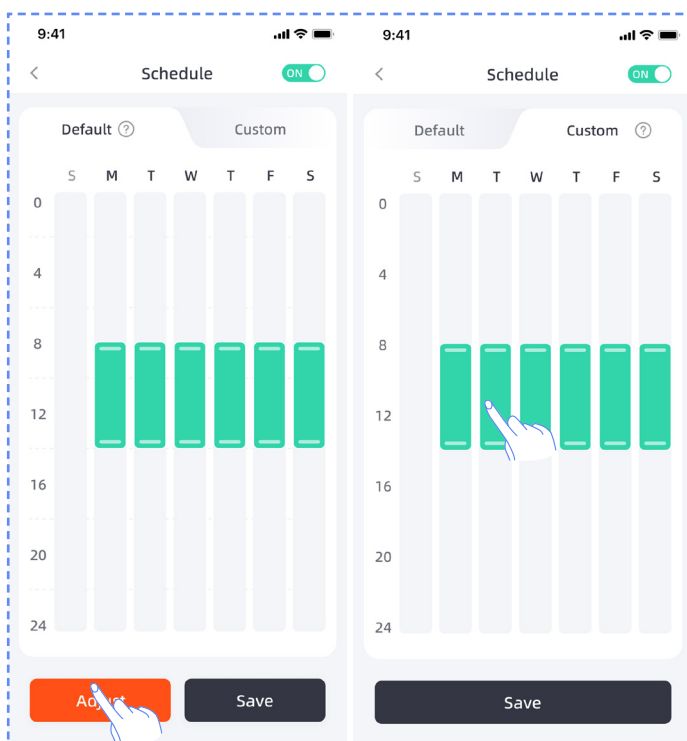 9:41
Schedule
ON
Default ?
Custom
S M T W T F S
0
4
8
12
16
20
24
Adjust
Save
9:41
Schedule
ON
Default
Custom ?
S M T W T F S
0
4
8
12
16
20
24
Save